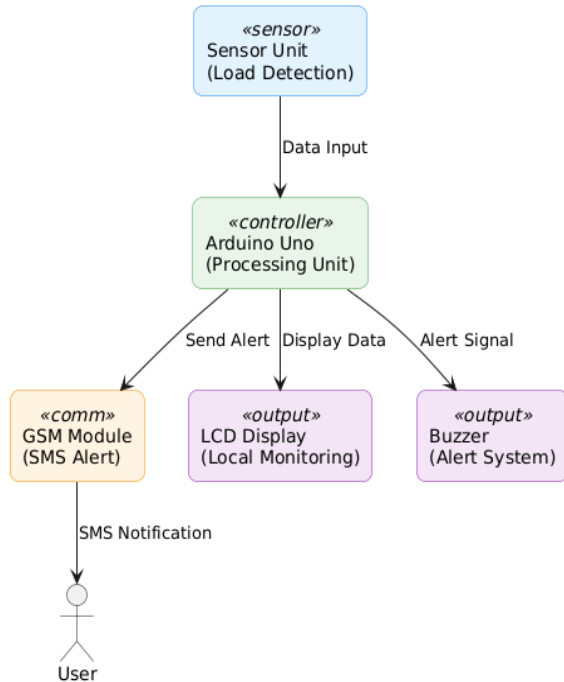 «sensor»
Sensor Unit
(Load Detection)
Data Input
«controller»
Arduino Uno
(Processing Unit)
Send Alert
Display Data
Alert Signal
«comm»
GSM Module
(SMS Alert)
«output»
LCD Display
(Local Monitoring)
«output»
Buzzer
(Alert System)
SMS Notification
User